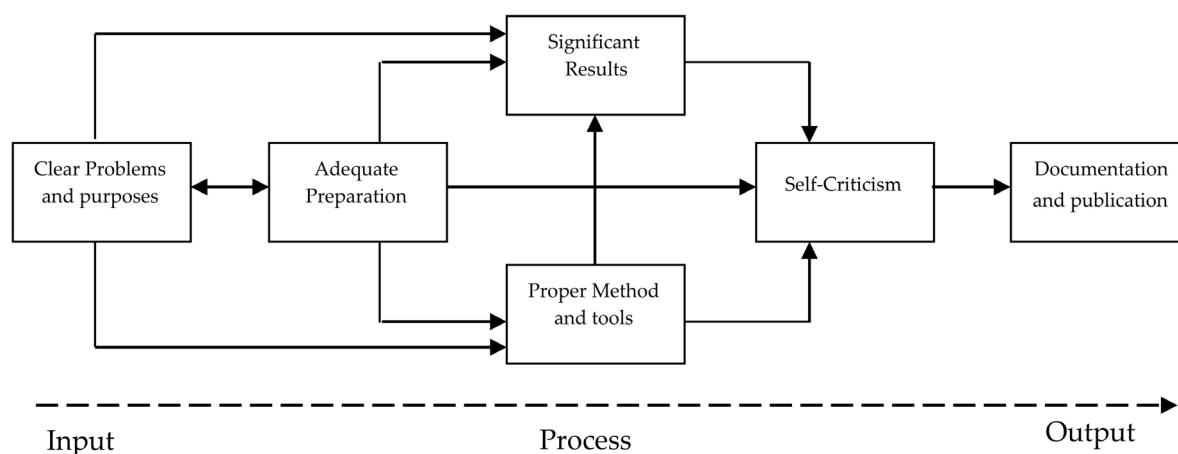 Significant
Results
Clear Problems
and purposes
Adequate
Preparation
Self-Criticism
Documentation
and publication
Proper Method
and tools
Input
Process
Output